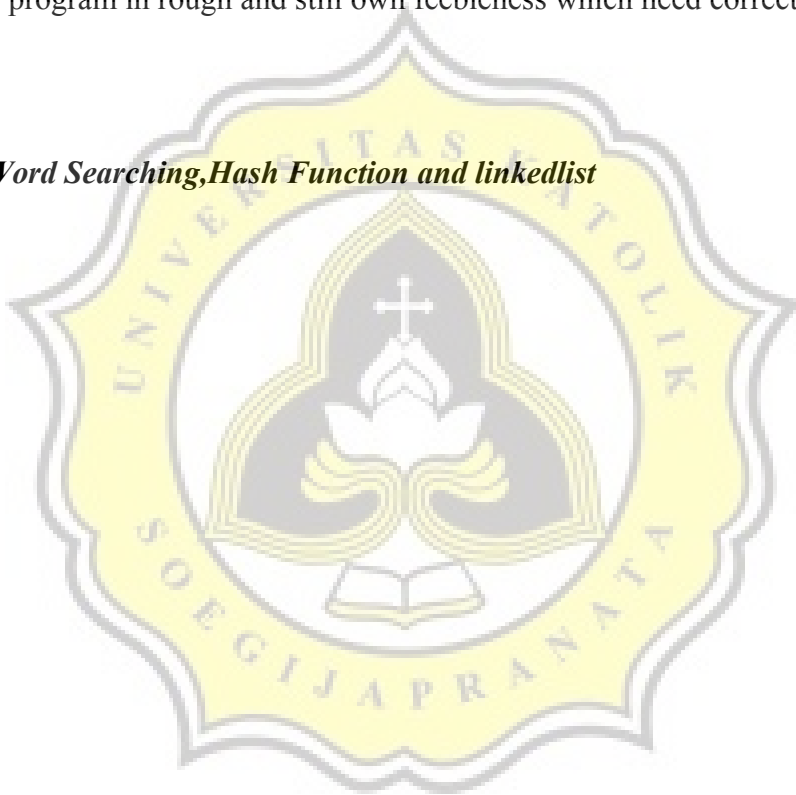 program in rough and still own feebleness which need correct
Word Searching,Hash Function and linkedlist
UNIVERSITAS KATOLIK
SOEGIJAPRANATA